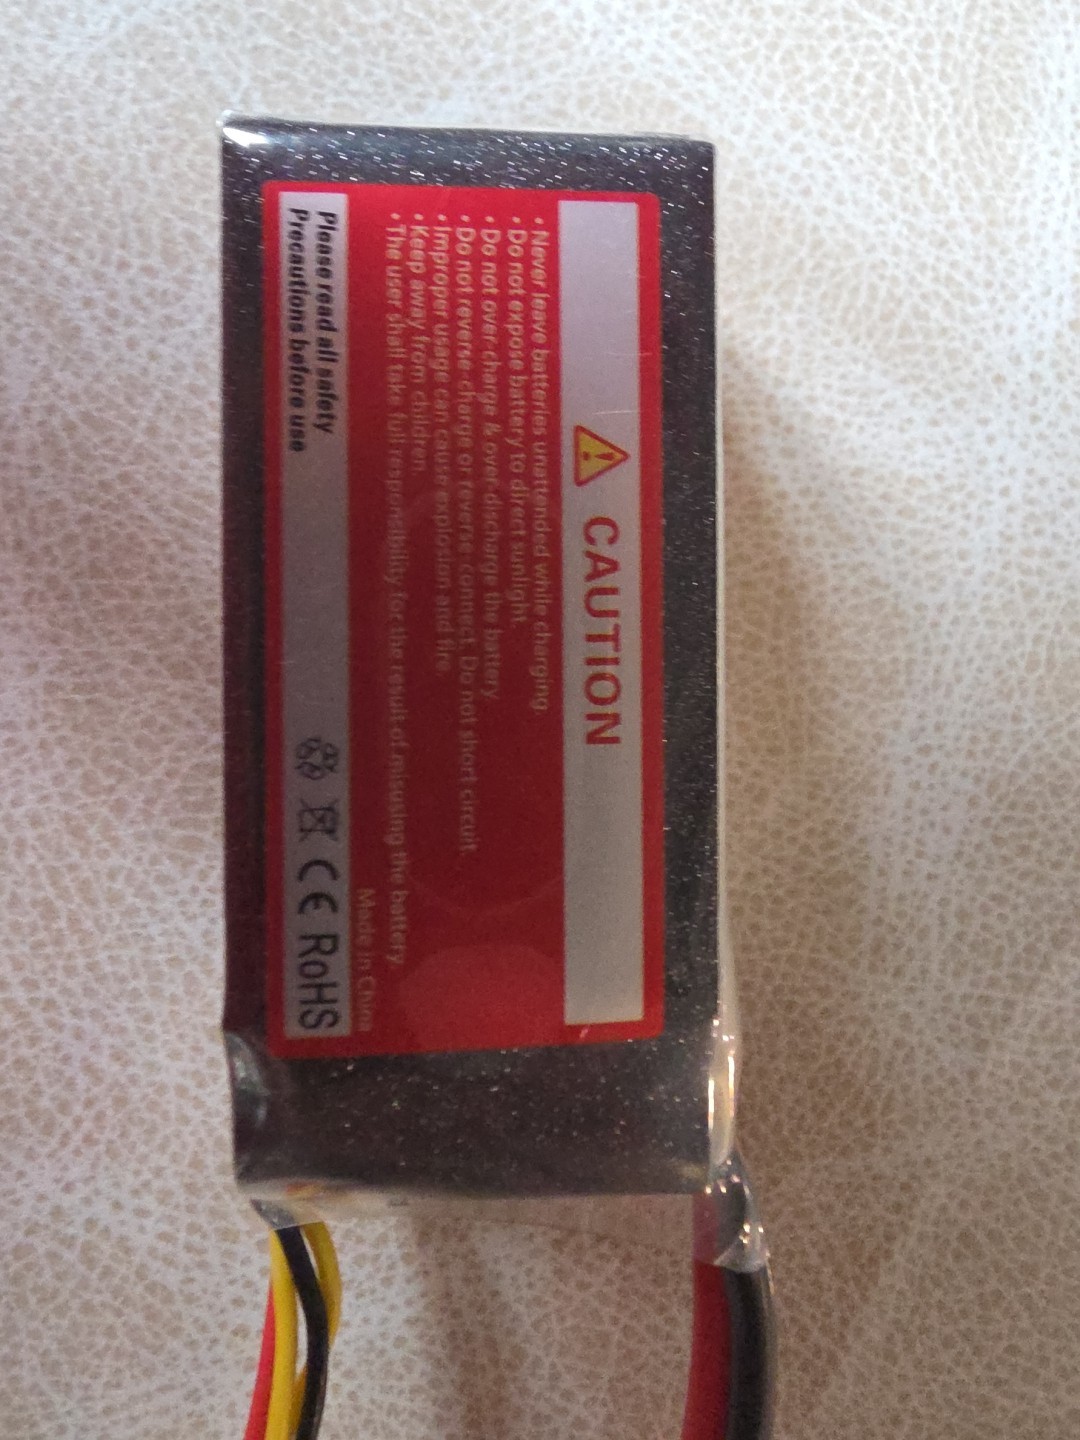 CAUTION
• Never leave batteries unattended while charging.
• Do not expose battery to direct sunlight.
• Do not over-charge & over-discharge the battery.
• Do not reverse-charge or reverse connect. Do not short circuit.
• Improper usage can cause explosion and fire.
• Keep away from children.
• The user shall take full responsibility for the result of misusing the battery.
Made in China
Please read all safety
Precautions before use
CE RoHS